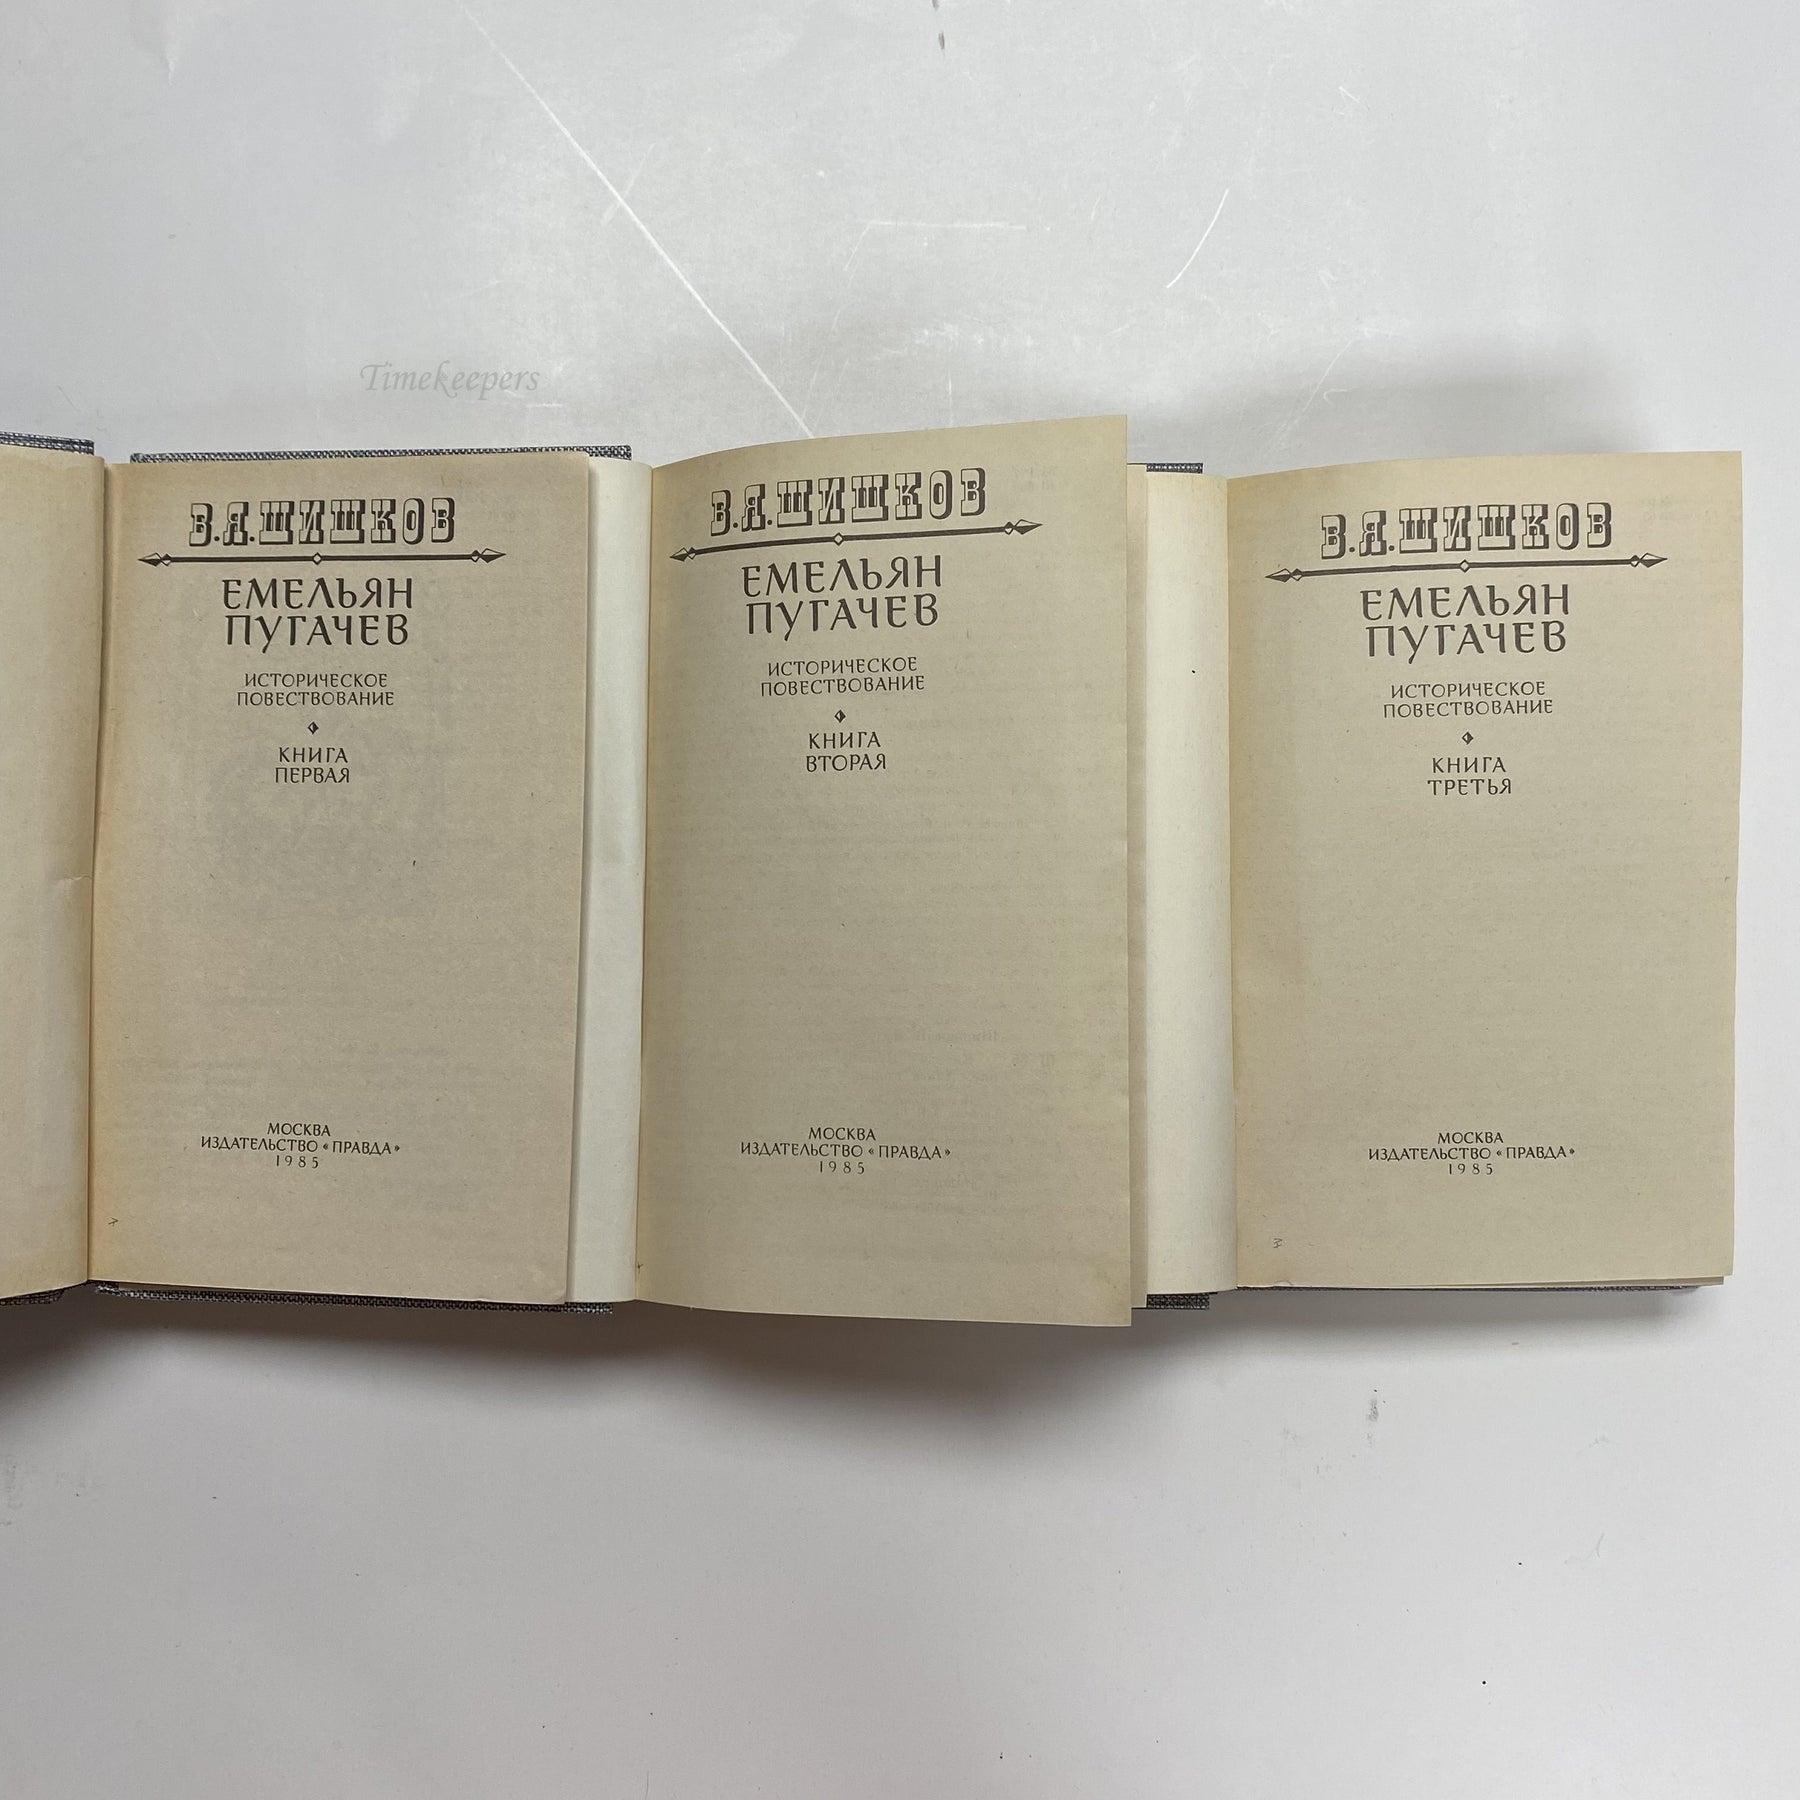 Timekeepers
В.Я.ШИШКОВ
ЕМЕЛЬЯН
ПУГАЧЕВ
ИСТОРИЧЕСКОЕ
ПОВЕСТВОВАНИЕ
КНИГА
ПЕРВАЯ
МОСКВА
ИЗДАТЕЛЬСТВО «ПРАВДА»
1985
В.Я.ШИШКОВ
ЕМЕЛЬЯН
ПУГАЧЕВ
ИСТОРИЧЕСКОЕ
ПОВЕСТВОВАНИЕ
КНИГА
ВТОРАЯ
МОСКВА
ИЗДАТЕЛЬСТВО «ПРАВДА»
1985
В.Я.ШИШКОВ
ЕМЕЛЬЯН
ПУГАЧЕВ
ИСТОРИЧЕСКОЕ
ПОВЕСТВОВАНИЕ
КНИГА
ТРЕТЬЯ
МОСКВА
ИЗДАТЕЛЬСТВО «ПРАВДА»
1985